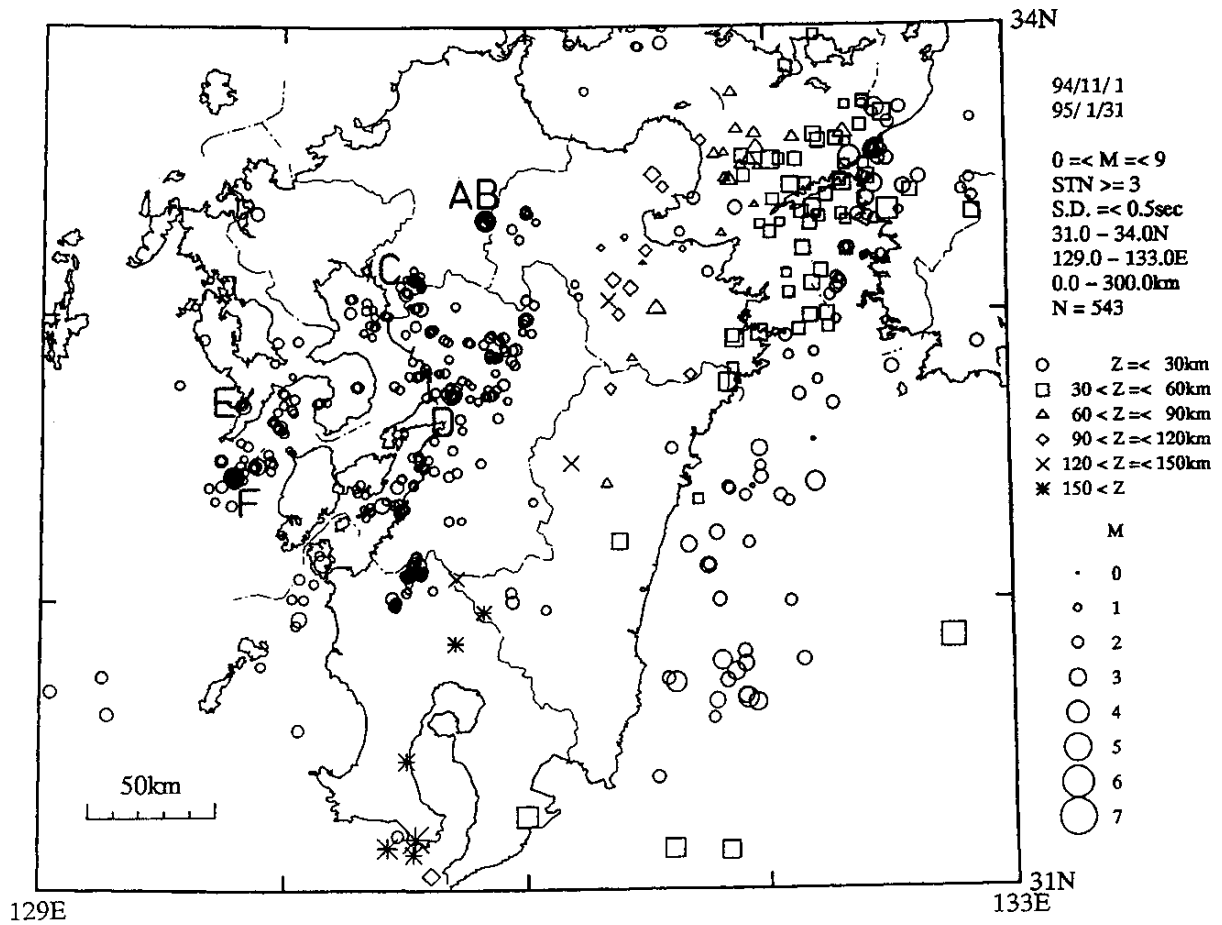 34N
94/11/ 1
95/ 1/31
0 =< M =< 9
STN >= 3
S.D. =< 0.5sec
31.0 – 34.0N
129.0 – 133.0E
0.0 – 300.0km
N = 543
Z =< 30km
30 < Z =< 60km
60 < Z =< 90km
90 < Z =< 120km
120 < Z =< 150km
150 < Z
M
0
1
2
3
4
5
6
7
AB
C
E
D
F
50km
31N
129E
133E